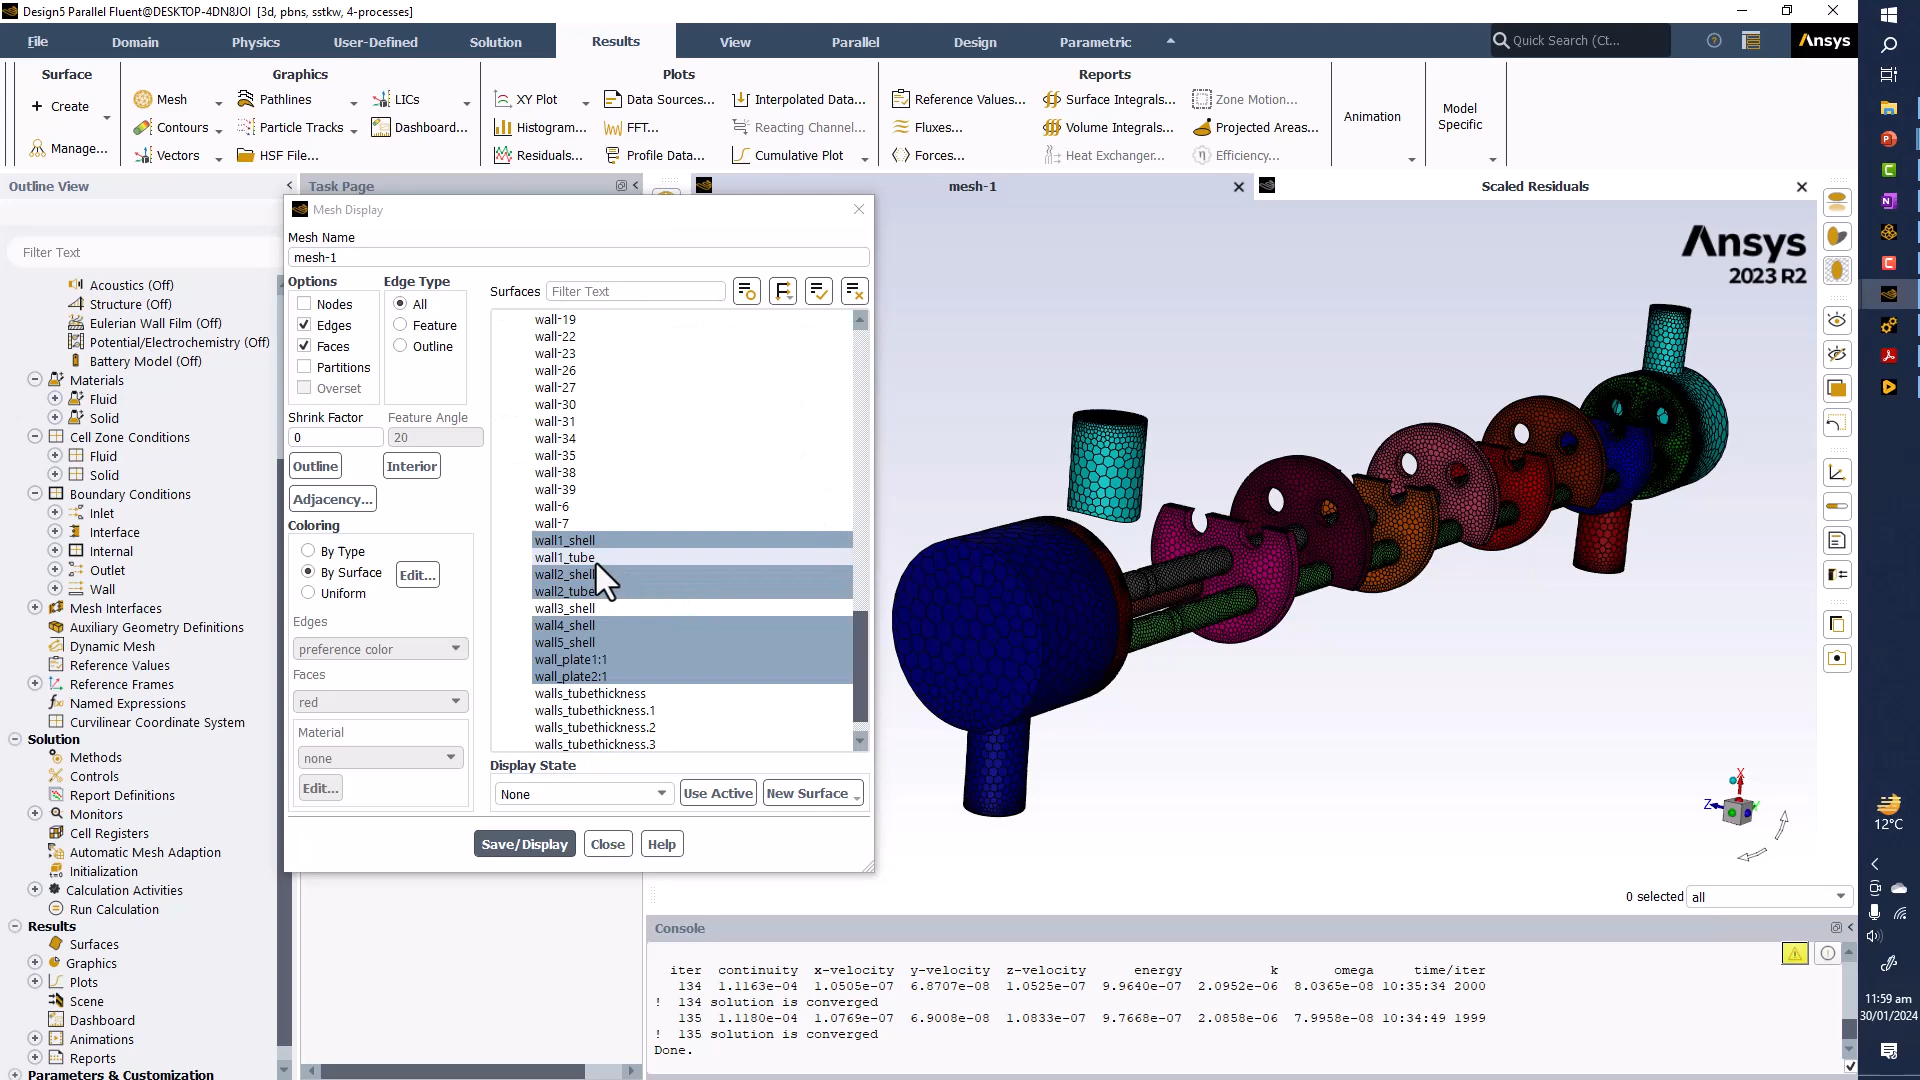 Design5 Parallel Fluent@DESKTOP-4DN8JOI [3d, pbns, sstkw, 4-processes]
File Domain Physics User-Defined Solution Results View Parallel Design Parametric Quick Search (Ct... Ansys
Surface Graphics Plots Reports
Create Mesh Pathlines LICs XY Plot Data Sources... Interpolated Data... Reference Values... Surface Integrals... Zone Motion...
Contours Particle Tracks Dashboard... Histogram... FFT... Reacting Channel... Fluxes... Volume Integrals... Projected Areas... Animation Model Specific
Manage... Vectors HSF File... Residuals... Profile Data... Cumulative Plot Forces... Heat Exchanger... Efficiency...
Outline View
Filter Text
Acoustics (Off)
Structure (Off)
Eulerian Wall Film (Off)
Potential/Electrochemistry (Off)
Battery Model (Off)
Materials
Fluid
Solid
Cell Zone Conditions
Fluid
Solid
Boundary Conditions
Inlet
Interface
Internal
Outlet
Wall
Mesh Interfaces
Auxiliary Geometry Definitions
Dynamic Mesh
Reference Values
Reference Frames
Named Expressions
Curvilinear Coordinate System
Solution
Methods
Controls
Report Definitions
Monitors
Cell Registers
Automatic Mesh Adaption
Initialization
Calculation Activities
Run Calculation
Results
Surfaces
Graphics
Plots
Scene
Dashboard
Animations
Reports
Parameters & Customization
Task Page
Mesh Display
Mesh Name
mesh-1
Options
Nodes
Edges
Faces
Partitions
Overset
Edge Type
All
Feature
Outline
Shrink Factor Feature Angle
0 20
Outline Interior
Adjacency...
Coloring
By Type
By Surface Edit...
Uniform
Edges
preference color
Faces
red
Material
none
Edit...
Surfaces Filter Text
wall-19
wall-22
wall-23
wall-26
wall-27
wall-30
wall-31
wall-34
wall-35
wall-38
wall-39
wall-6
wall-7
wall1_shell
wall1_tube
wall2_shell
wall2_tube
wall3_shell
wall4_shell
wall5_shell
wall_plate1:1
wall_plate2:1
walls_tubethickness
walls_tubethickness.1
walls_tubethickness.2
walls_tubethickness.3
Display State
None Use Active New Surface
Save/Display Close Help
mesh-1 Scaled Residuals
Ansys
2023 R2
X
Z
Y
0 selected all
Console
iter continuity x-velocity y-velocity z-velocity energy k omega time/iter
134 1.1163e-04 1.0505e-07 6.8707e-08 1.0525e-07 9.9640e-07 2.0952e-06 8.0365e-08 10:35:34 2000
! 134 solution is converged
135 1.1180e-04 1.0769e-07 6.9008e-08 1.0833e-07 9.7668e-07 2.0858e-06 7.9958e-08 10:34:49 1999
! 135 solution is converged
Done.
12°C
11:59 am
30/01/2024